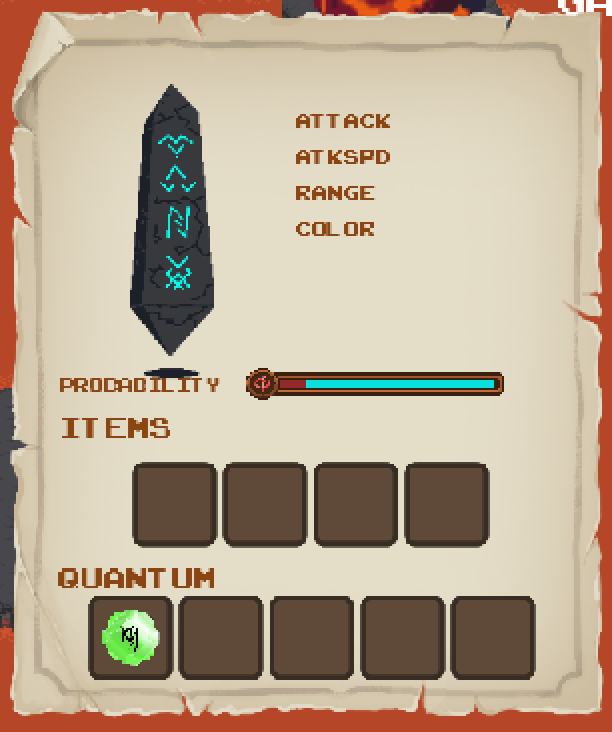 ATTACK
ATKSPD
RANGE
COLOR
PRODADILITY
ITEMS
QUANTUM